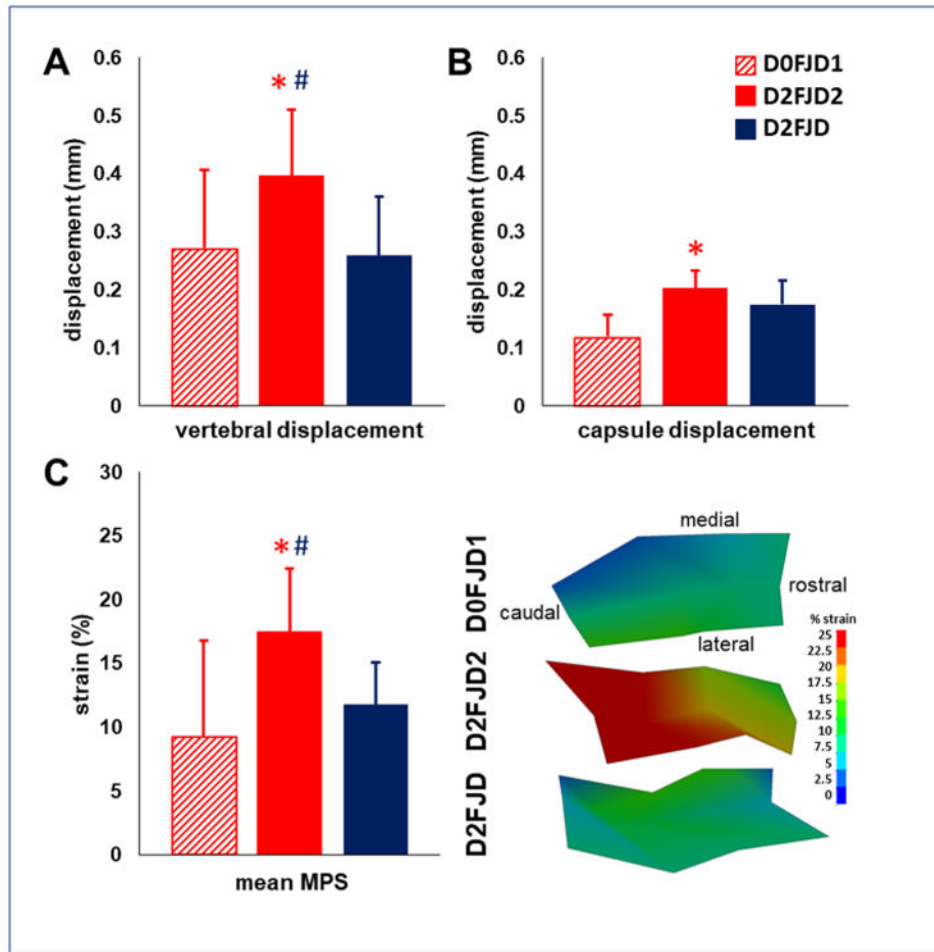 A
B
displacement (mm)
0.6
0.5
0.4
0.3
0.2
0.1
0
* #
vertebral displacement
displacement (mm)
0.6
0.5
0.4
0.3
0.2
0.1
0
*
capsule displacement
D0FJD1
D2FJD2
D2FJD
C
strain (%)
30
25
20
15
10
5
0
* #
mean MPS
D0FJD1
D2FJD2
D2FJD
medial
rostral
caudal
lateral
% strain
25
22.5
20
15
12.5
10
7.5
5
2.5
0